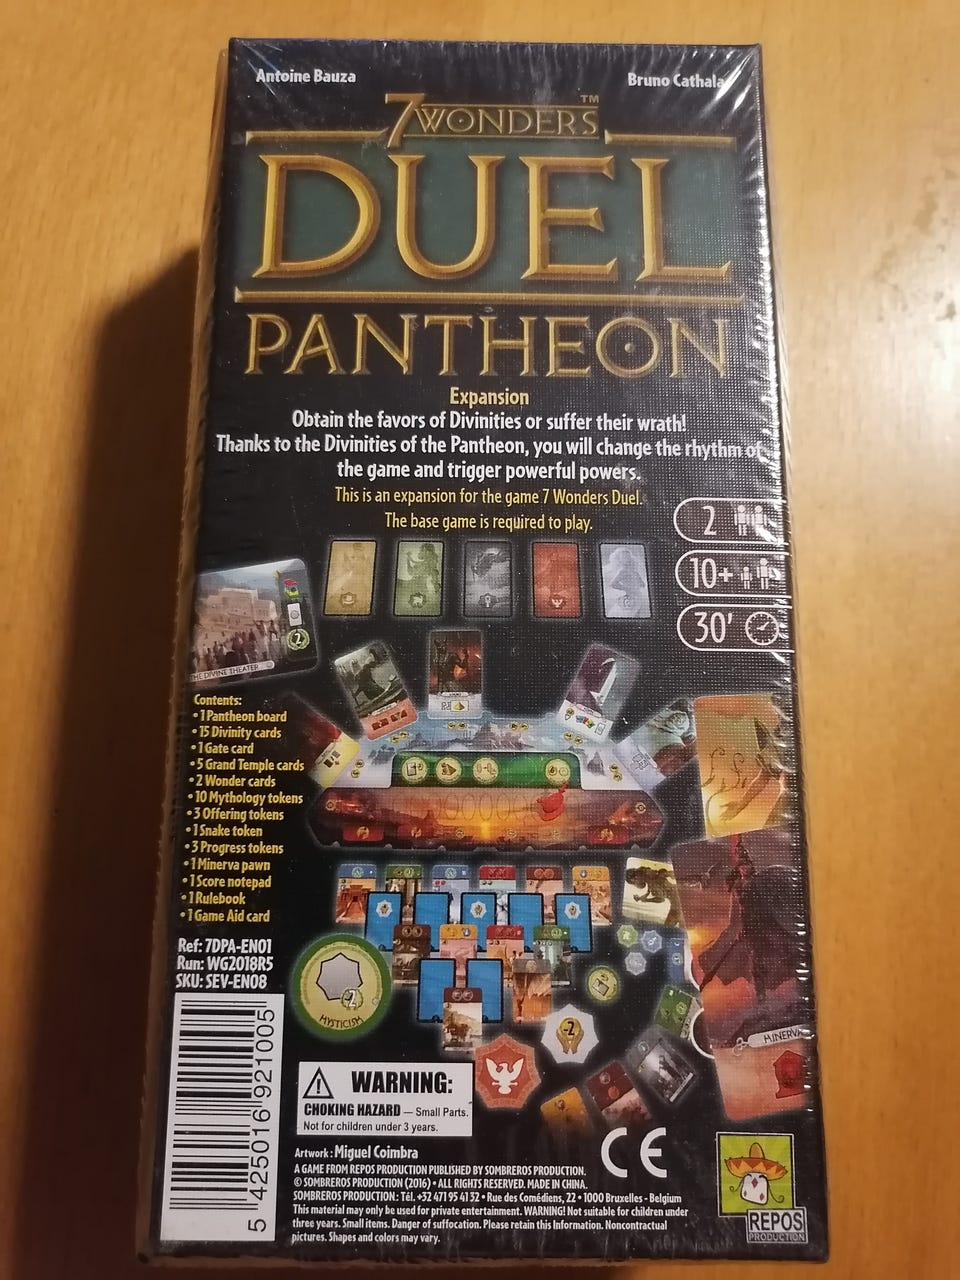 Antoine Bauza
Bruno Cathala
7 WONDERS™
DUEL
PANTHEON
Expansion
Obtain the favors of Divinities or suffer their wrath!
Thanks to the Divinities of the Pantheon, you will change the rhythm of
the game and trigger powerful powers.
This is an expansion for the game 7 Wonders Duel.
The base game is required to play.
2
10+
30'
2
THE DIVINE THEATER
Contents:
• 1 Pantheon board
• 15 Divinity cards
• 1 Gate card
• 5 Grand Temple cards
• 2 Wonder cards
• 10 Mythology tokens
• 3 Offering tokens
• 1 Snake token
• 3 Progress tokens
• 1 Minerva pawn
• 1 Score notepad
• 1 Rulebook
• 1 Game Aid card
Ref: 7DPA-EN01
Run: WG2018R5
SKU: SEV-EN08
2
MYSTICISM
-2
MINERVA
5 425016 921005
WARNING:
CHOKING HAZARD — Small Parts.
Not for children under 3 years.
CE
Artwork : Miguel Coimbra
A GAME FROM REPOS PRODUCTION PUBLISHED BY SOMBREROS PRODUCTION.
© SOMBREROS PRODUCTION (2016) • ALL RIGHTS RESERVED. MADE IN CHINA.
SOMBREROS PRODUCTION : Tél. +32 471 95 41 32 • Rue des Comédiens, 22 • 1000 Bruxelles - Belgium
This material may only be used for private entertainment. WARNING! Not suitable for children under
three years. Small items. Danger of suffocation. Please retain this Information. Noncontractual
pictures. Shapes and colors may vary.
REPOS
PRODUCTION